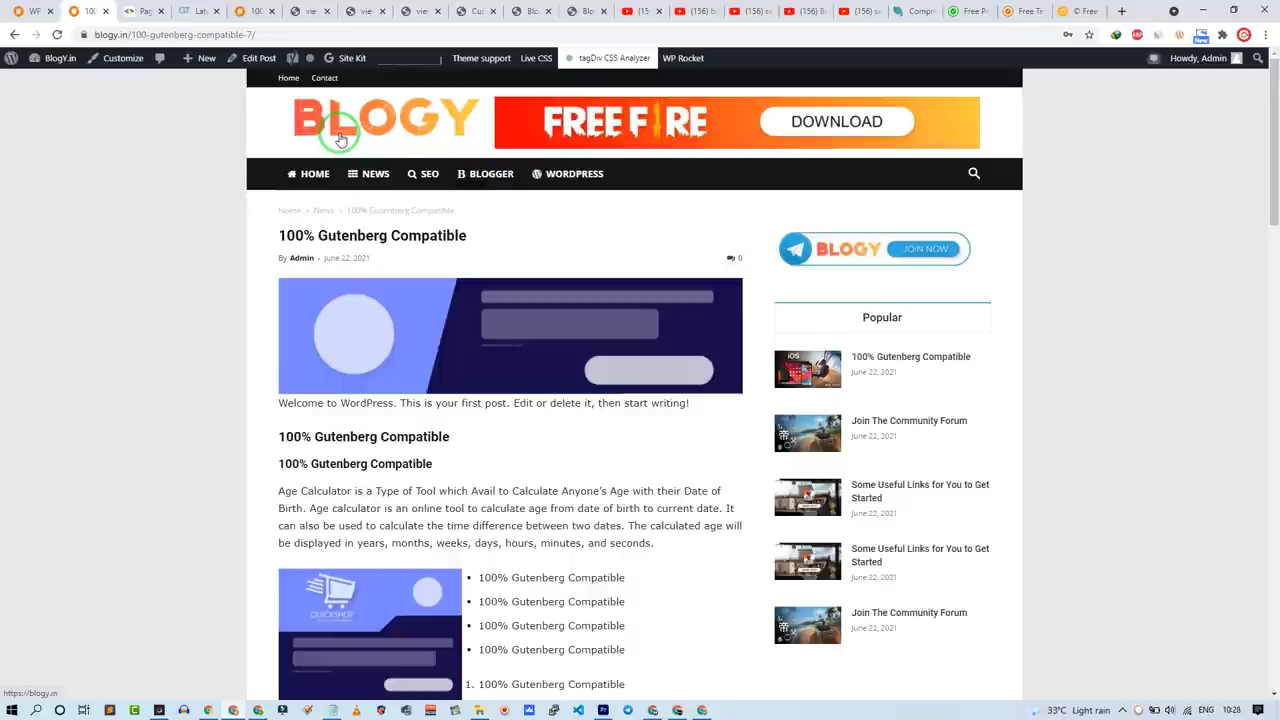 blogy.in/100-gutenberg-compatible-7/
BlogY.in
Customize
New
Edit Post
Site Kit
Theme support
Live CSS
tagDiv CSS Analyzer
WP Rocket
Howdy, Admin
Home
Contact
BLOGY
FREE FIRE
DOWNLOAD
HOME
NEWS
SEO
BLOGGER
WORDPRESS
Home › News › 100% Gutenberg Compatible
100% Gutenberg Compatible
By Admin - June 22, 2021
0
Welcome to WordPress. This is your first post. Edit or delete it, then start writing!
100% Gutenberg Compatible
100% Gutenberg Compatible
Age Calculator is a Type of Tool which Avail to Calculate Anyone's Age with their Date of
Birth. Age calculator is an online tool to calculate age from date of birth to current date. It
can also be used to calculate the time difference between two dates. The calculated age will
be displayed in years, months, weeks, days, hours, minutes, and seconds.
QUICKSHOP
• 100% Gutenberg Compatible
• 100% Gutenberg Compatible
• 100% Gutenberg Compatible
• 100% Gutenberg Compatible
1. 100% Gutenberg Compatible
BLOGY
JOIN NOW
Popular
iOS
100% Gutenberg Compatible
June 22, 2021
Join The Community Forum
June 22, 2021
Some Useful Links for You to Get
Started
June 22, 2021
Some Useful Links for You to Get
Started
June 22, 2021
Join The Community Forum
June 22, 2021
https://blogy.in
33°C Light rain
ENG
10:28